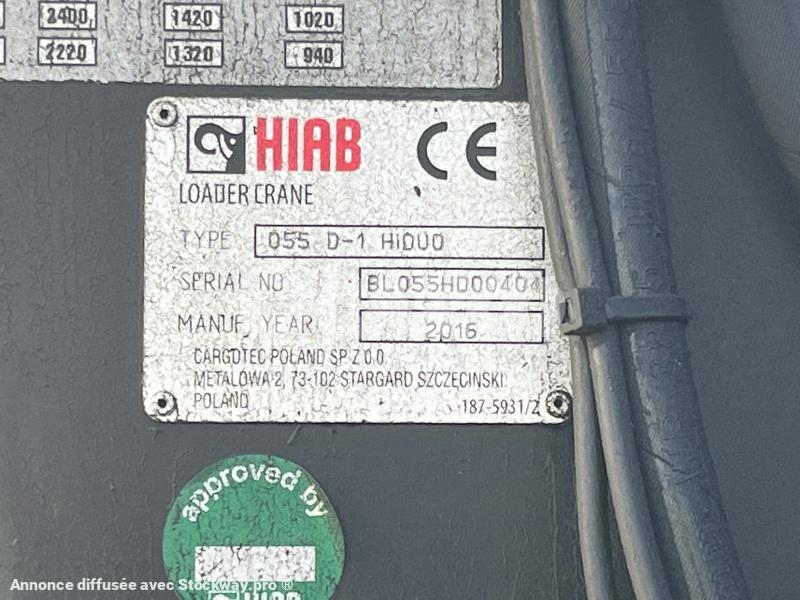 2400 1420 1020
2220 1320 940
HIAB CE
LOADER CRANE
TYPE 055 D-1 HIDUO
SERIAL NO BL055HD00404
MANUF. YEAR 2016
CARGOTEC POLAND SP. Z O.O.
METALOWA 2, 73-102 STARGARD SZCZECINSKI
POLAND
187-5931/2
approved by
HIAB
Annonce diffusée avec Stockway.pro ®